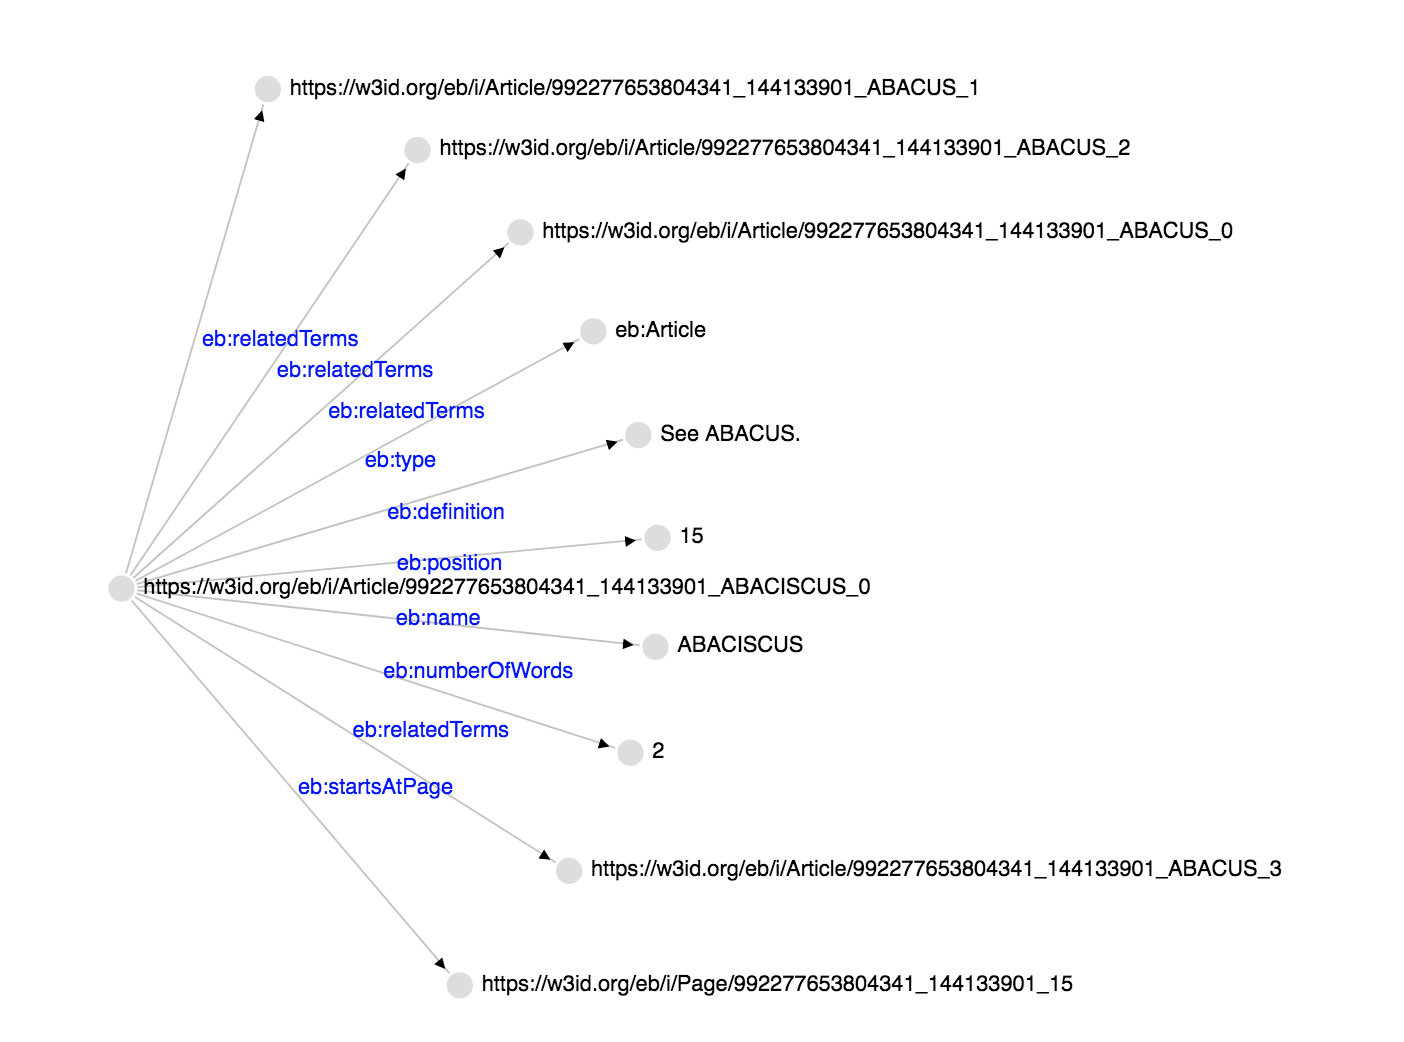 https://w3id.org/eb/i/Article/992277653804341_144133901_ABACUS_1
https://w3id.org/eb/i/Article/992277653804341_144133901_ABACUS_2
https://w3id.org/eb/i/Article/992277653804341_144133901_ABACUS_0
eb:Article
eb:relatedTerms
eb:relatedTerms
eb:relatedTerms
See ABACUS.
eb:type
eb:definition
15
eb:position
https://w3id.org/eb/i/Article/992277653804341_144133901_ABACISCUS_0
eb:name
ABACISCUS
eb:numberOfWords
eb:relatedTerms
2
eb:startsAtPage
https://w3id.org/eb/i/Article/992277653804341_144133901_ABACUS_3
https://w3id.org/eb/i/Page/992277653804341_144133901_15